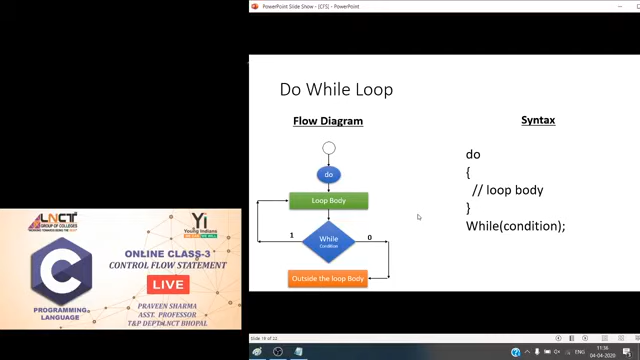 PowerPoint Slide Show - [CFS] - PowerPoint
Do While Loop
Flow Diagram
do
Loop Body
While
Condition
1
0
Outside the loop Body
Syntax
do
{
// loop body
}
While(condition);
LNCT
GROUP OF COLLEGES
Yi
Young Indians
ONLINE CLASS-3
CONTROL FLOW STATEMENT
LIVE
C
PROGRAMMING
LANGUAGE
PRAVEEN SHARMA
ASST. PROFESSOR
T&P DEPTT LNCT BHOPAL
Slide 19 of 22
ENG
11:36
04-04-2020